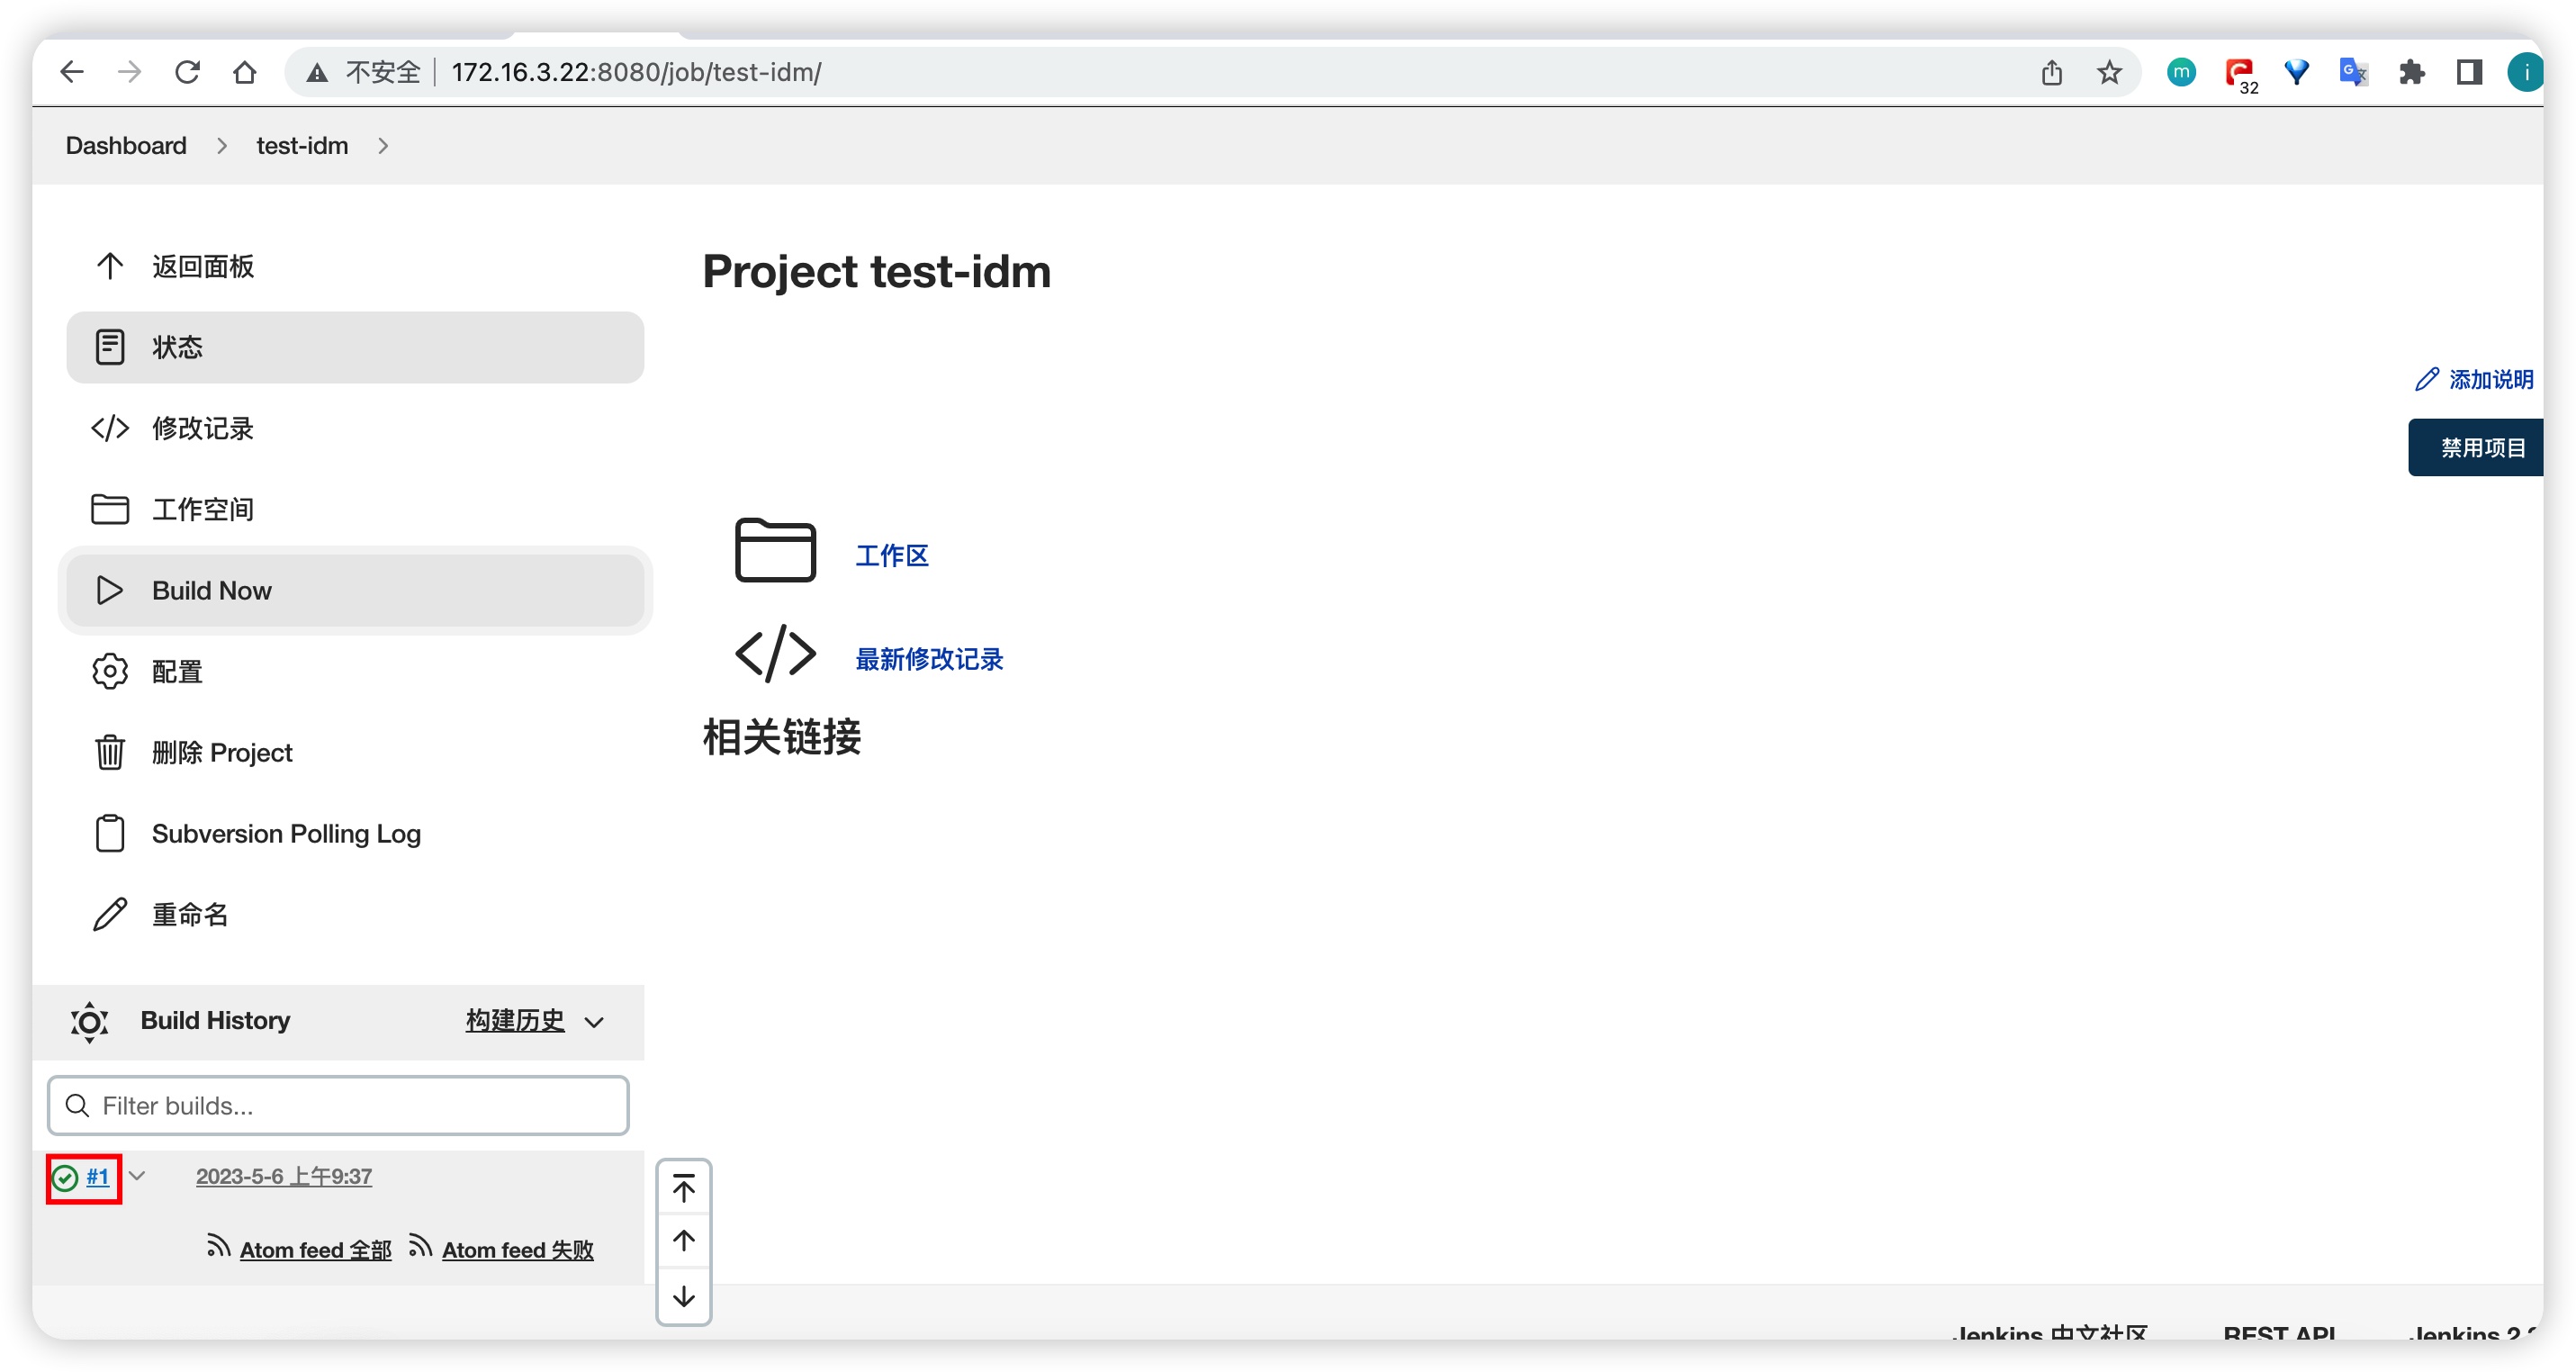 不安全 172.16.3.22:8080/job/test-idm/
m
32
i
Dashboard test-idm
返回面板
状态
修改记录
工作空间
Build Now
配置
删除 Project
Subversion Polling Log
重命名
Project test-idm
添加说明
禁用项目
工作区
最新修改记录
相关链接
Build History 构建历史
Filter builds...
#1 2023-5-6 上午9:37
Atom feed 全部 Atom feed 失败
Jenkins 中文社区 REST API Jenkins 2.